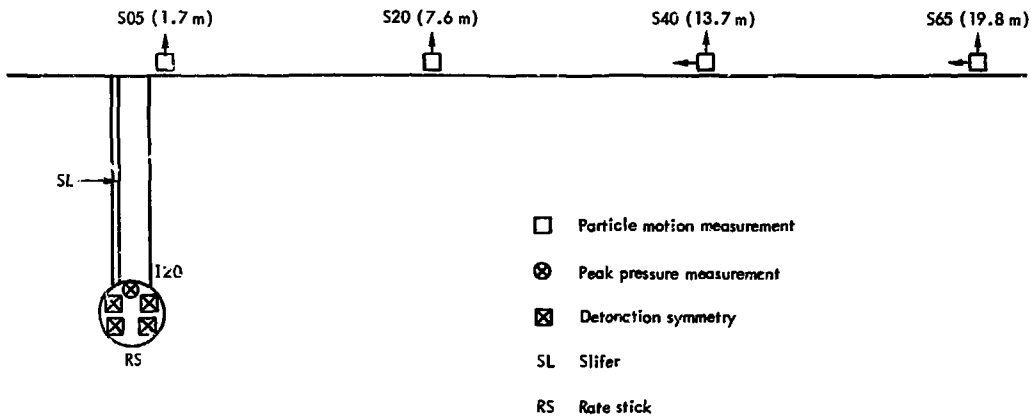 S05 (1.7 m)
S20 (7.6 m)
S40 (13.7 m)
S65 (19.8 m)
SL
I20
RS
Particle motion measurement
Peak pressure measurement
Detonction symmetry
SL Slifer
RS Rate stick